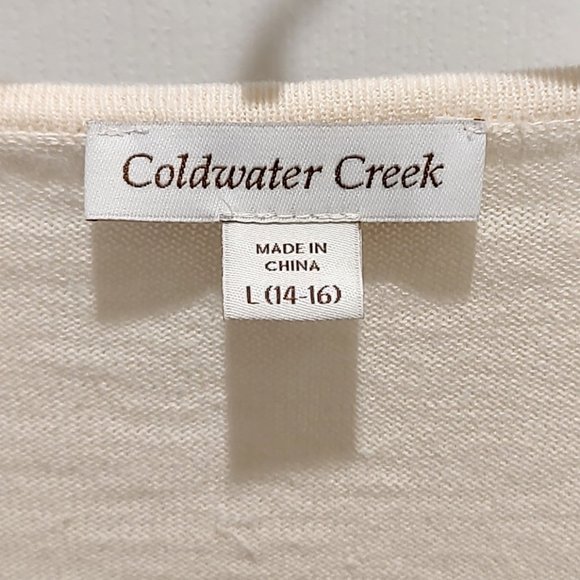 Coldwater Creek
MADE IN
CHINA
L (14-16)